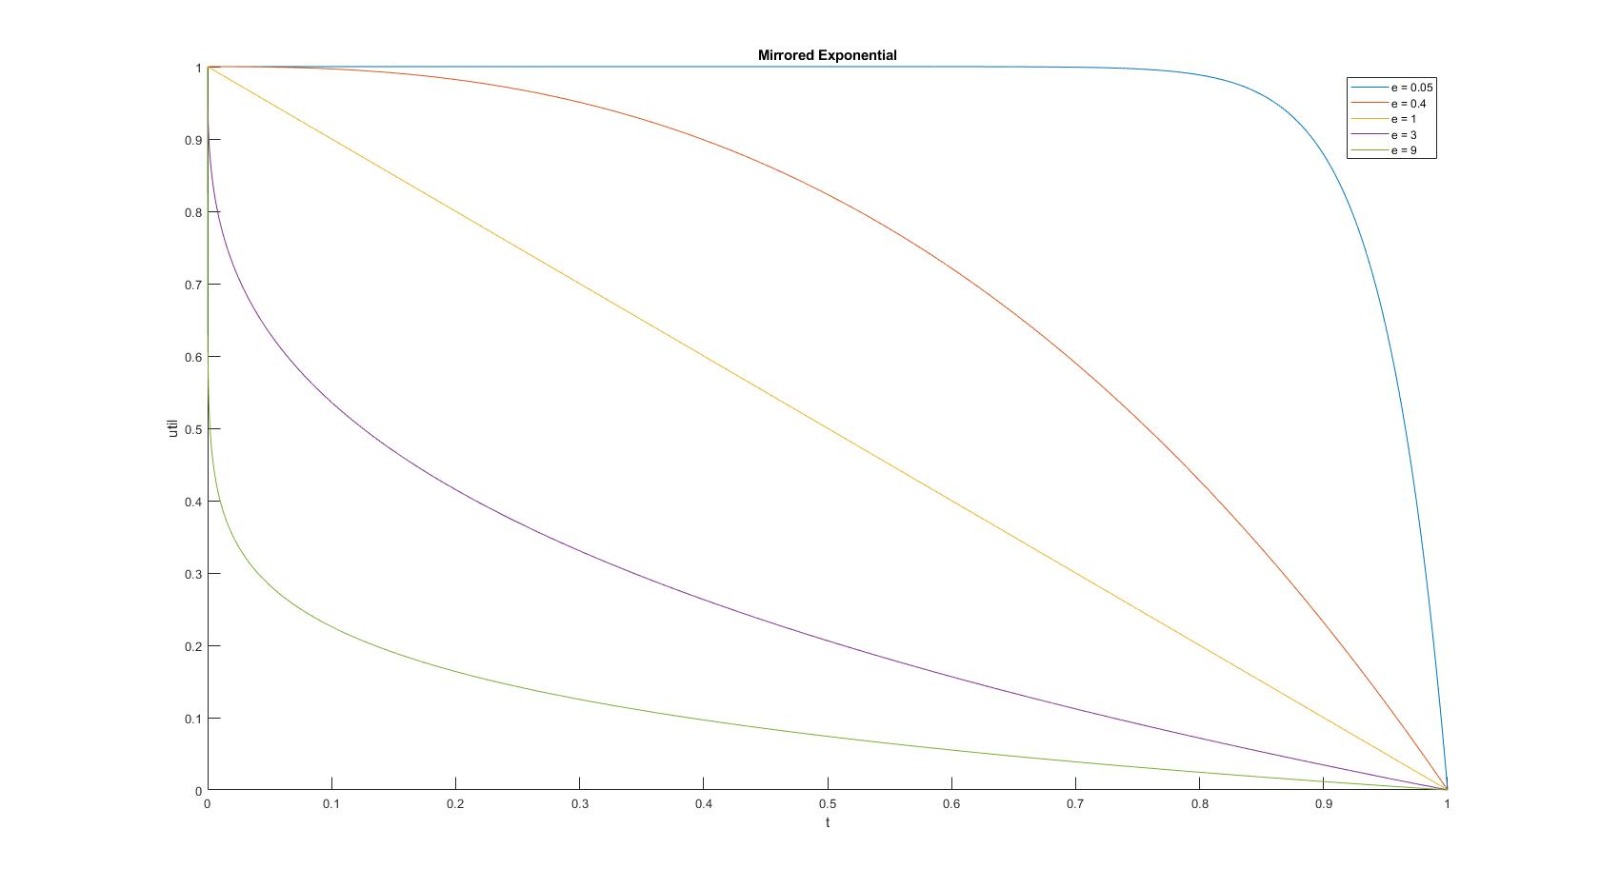 Mirrored Exponential
e = 0.05
e = 0.4
e = 1
e = 3
e = 9
1
0.9
0.8
0.7
0.6
0.5
0.4
0.3
0.2
0.1
0
util
0 0.1 0.2 0.3 0.4 0.5 0.6 0.7 0.8 0.9 1
t